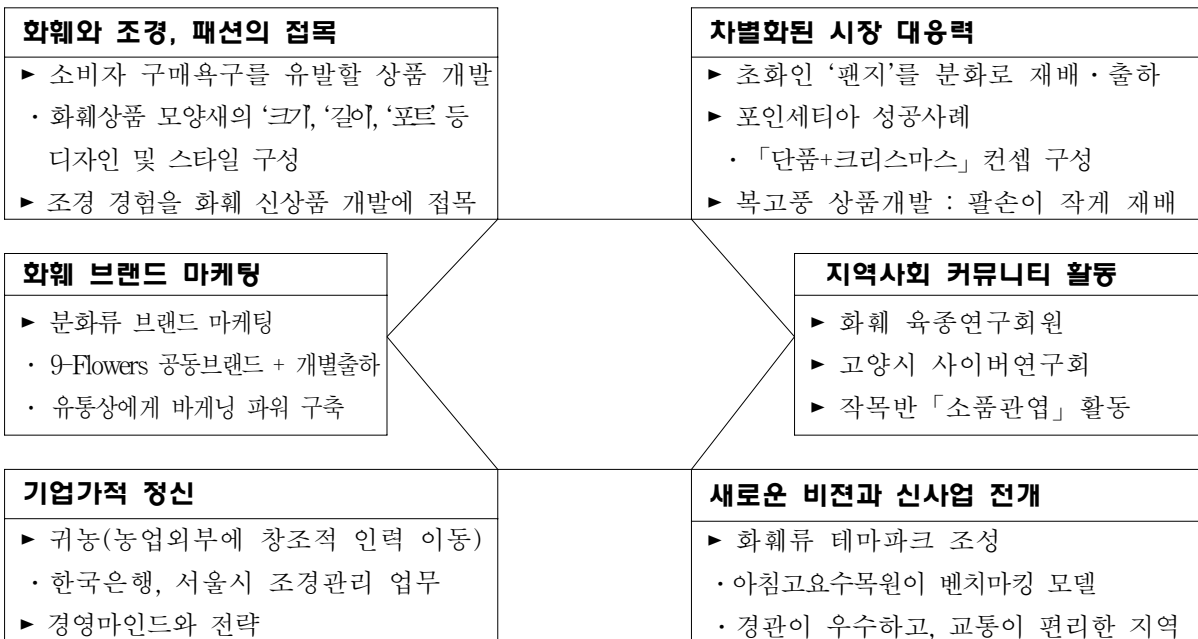 화훼와 조경, 패션의 접목
► 소비자 구매욕구를 유발할 상품 개발
· 화훼상품 모양새의 ‘크기’, ‘길이’, ‘포트’ 등
디자인 및 스타일 구성
► 조경 경험을 화훼 신상품 개발에 접목
차별화된 시장 대응력
► 초화인 ‘팬지’를 분화로 재배 · 출하
► 포인세티아 성공사례
· 「단품+크리스마스」 컨셉 구성
► 복고풍 상품개발 : 팔손이 작게 재배
화훼 브랜드 마케팅
► 분화류 브랜드 마케팅
· 9-Flowers 공동브랜드 + 개별출하
· 유통상에게 바게닝 파워 구축
지역사회 커뮤니티 활동
► 화훼 육종연구회원
► 고양시 사이버연구회
► 작목반「소품관엽」활동
기업가적 정신
► 귀농(농업외부에 창조적 인력 이동)
· 한국은행, 서울시 조경관리 업무
► 경영마인드와 전략
새로운 비젼과 신사업 전개
► 화훼류 테마파크 조성
· 아침고요수목원이 벤치마킹 모델
· 경관이 우수하고, 교통이 편리한 지역